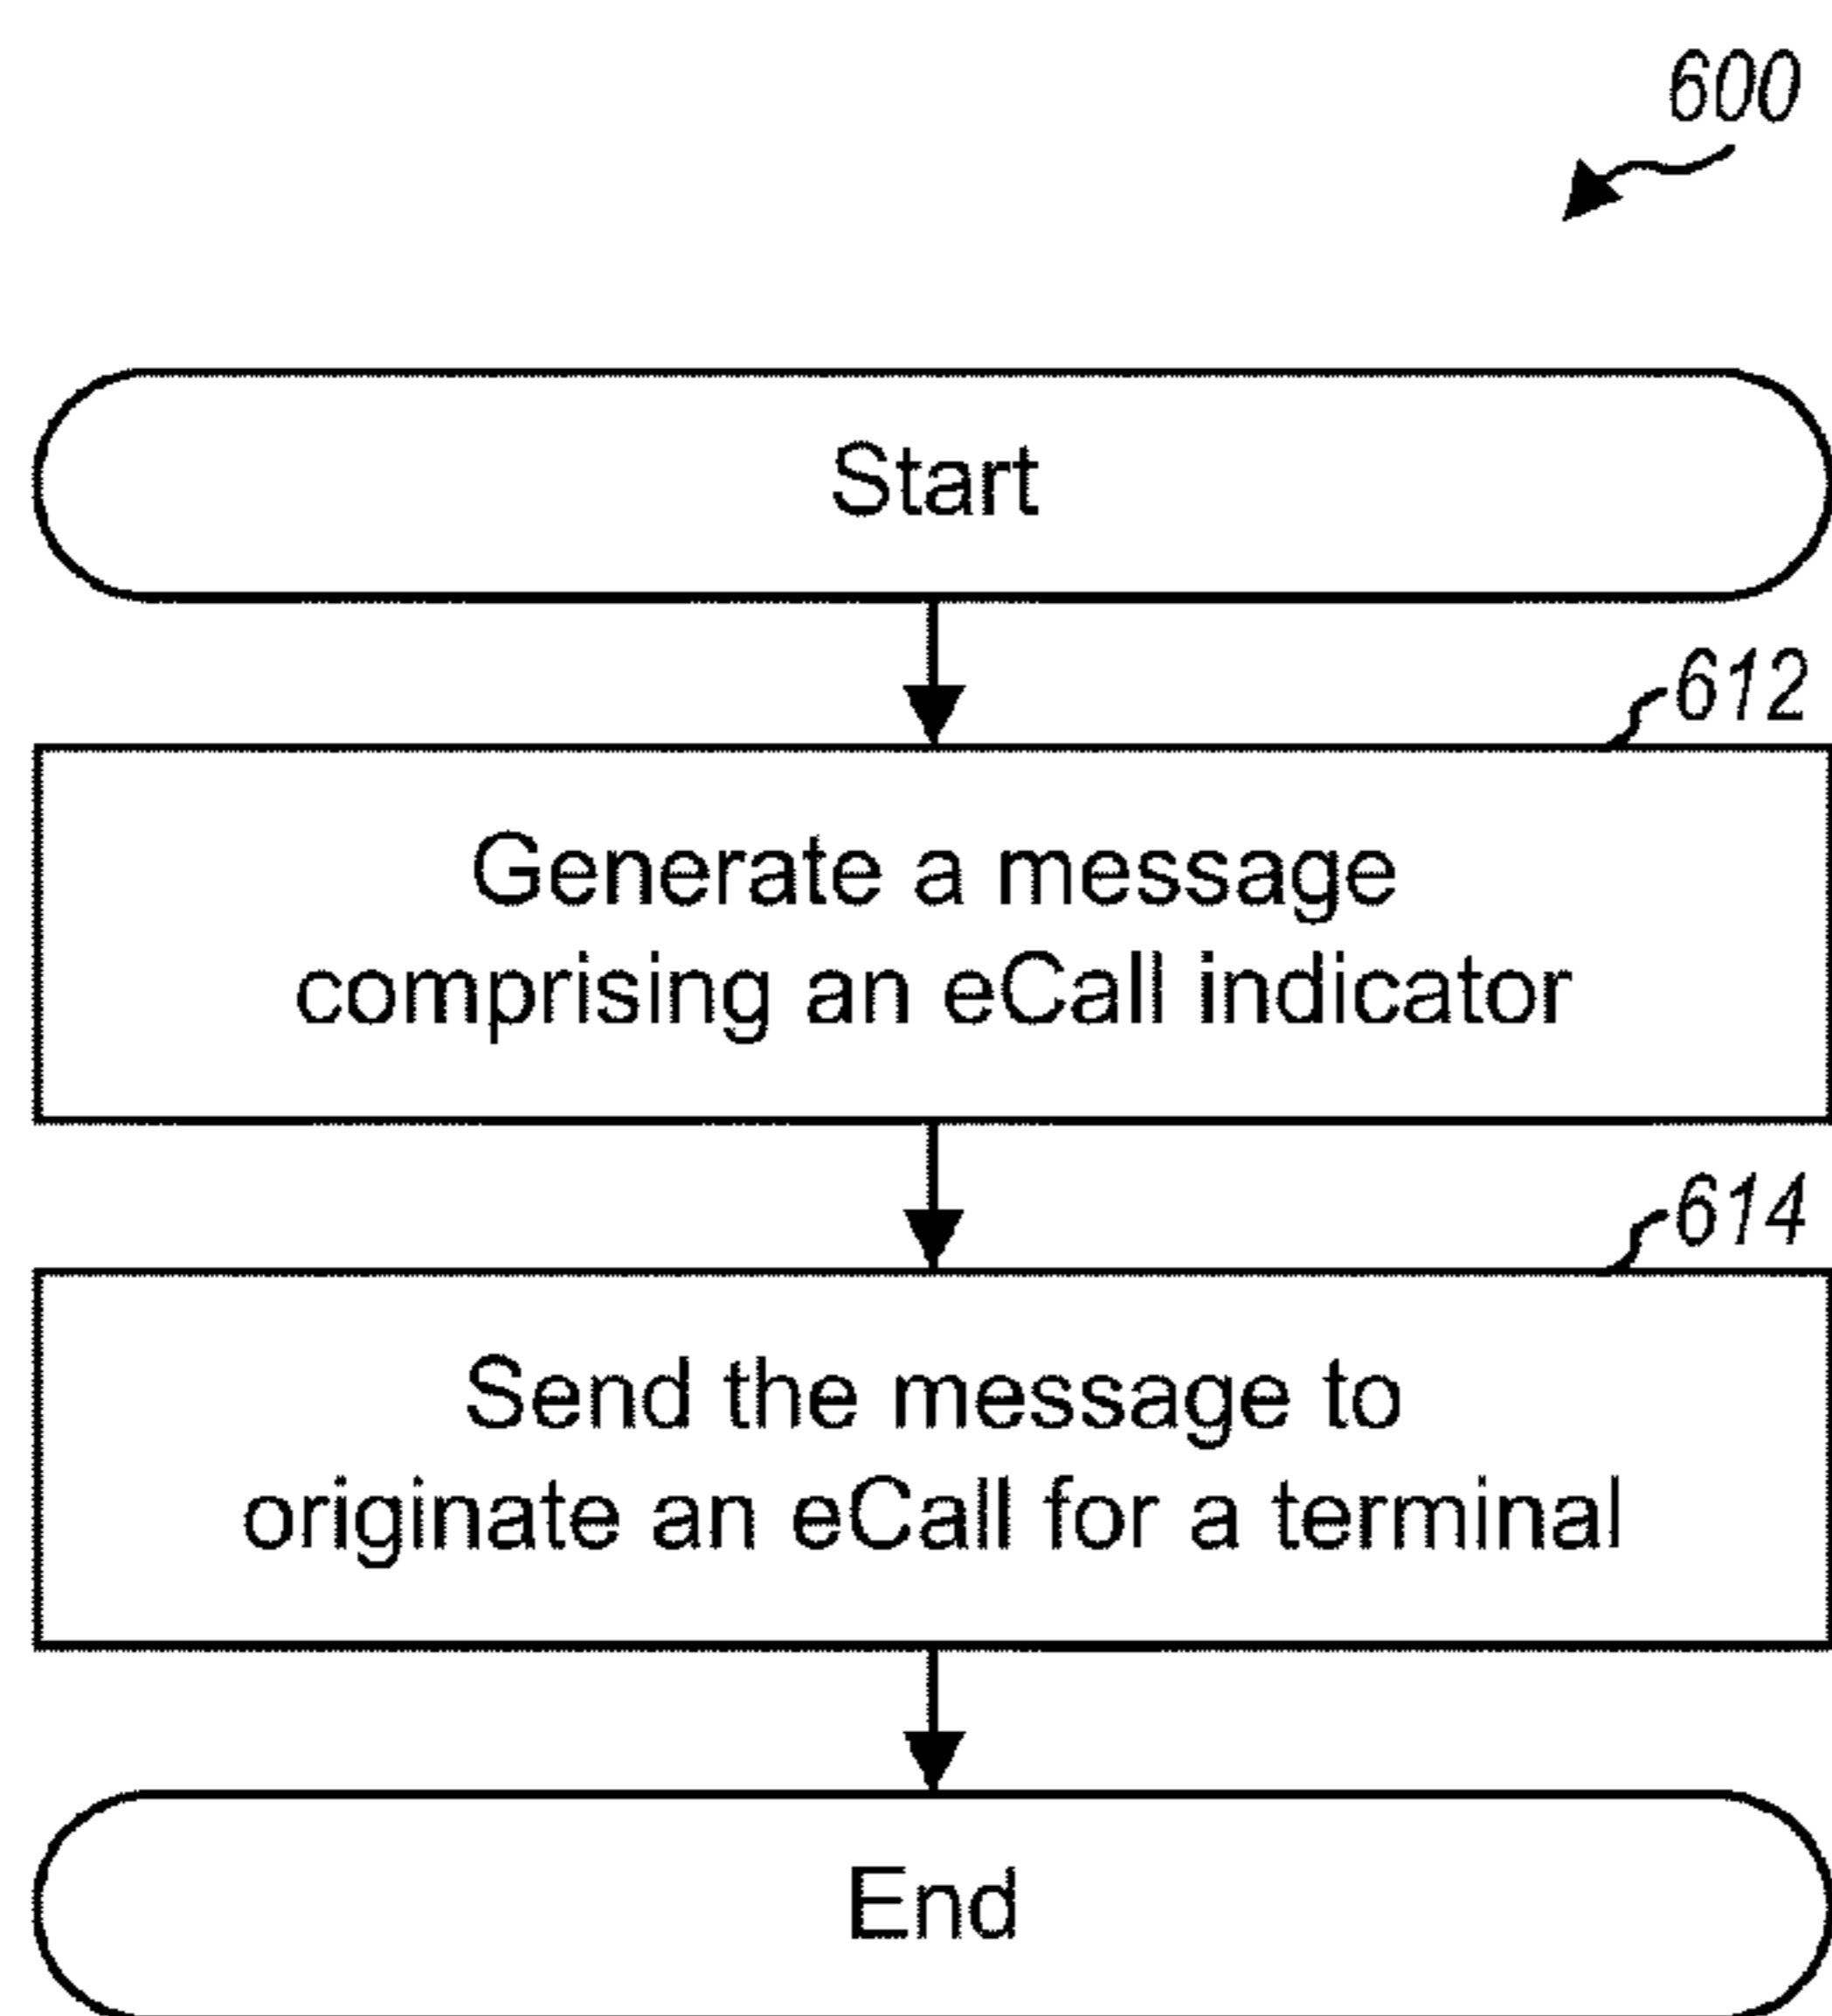 600
Start
612
Generate a message
comprising an eCall indicator
614
Send the message to
originate an eCall for a terminal
End